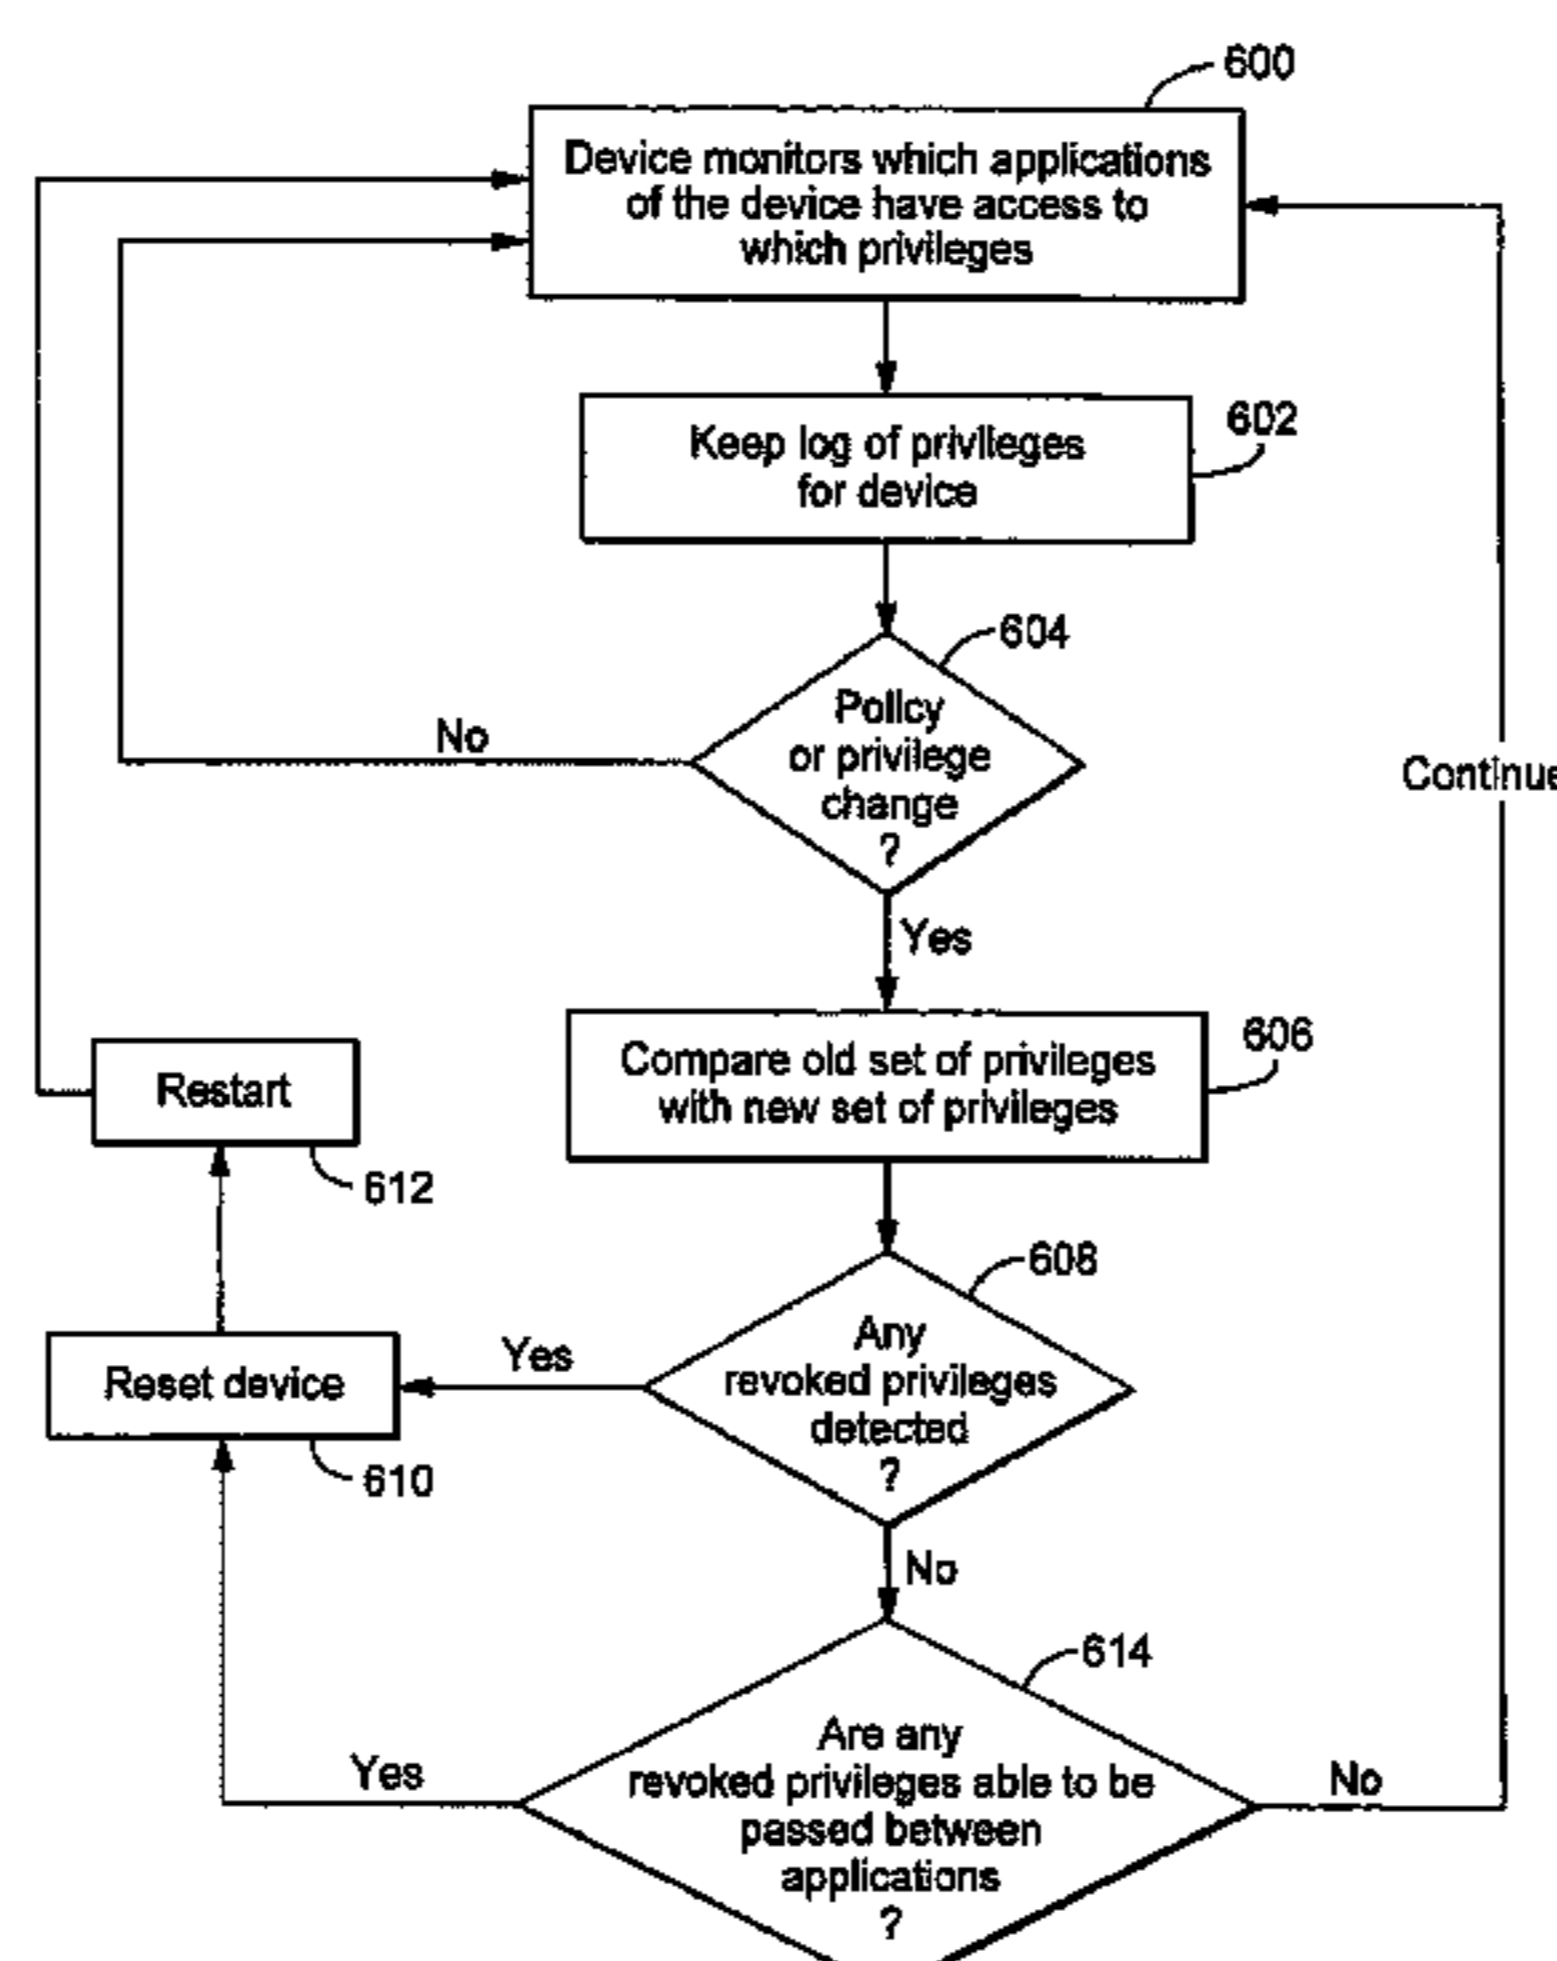 600
Device monitors which applications
of the device have access to
which privileges
Keep log of privileges
for device
602
604
Policy
or privilege
change
?
No
Continue
Yes
Compare old set of privileges
with new set of privileges
606
Restart
612
608
Any
revoked privileges
detected
?
Yes
Reset device
610
No
614
Are any
revoked privileges able to be
passed between
applications
?
Yes
No